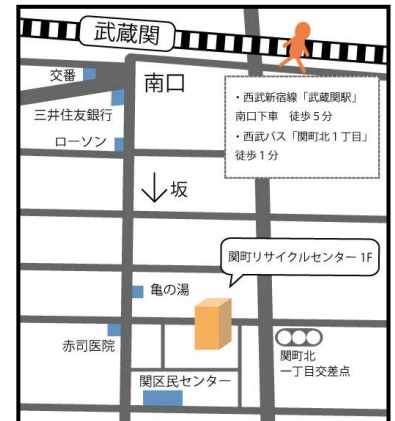 武蔵関
交番
南口
三井住友銀行
ローソン
・西武新宿線「武蔵関駅」
南口下車　徒歩５分
・西武バス「関町北１丁目」
徒歩１分
坂
関町リサイクルセンター 1F
亀の湯
赤司医院
関町北
一丁目交差点
関区民センター